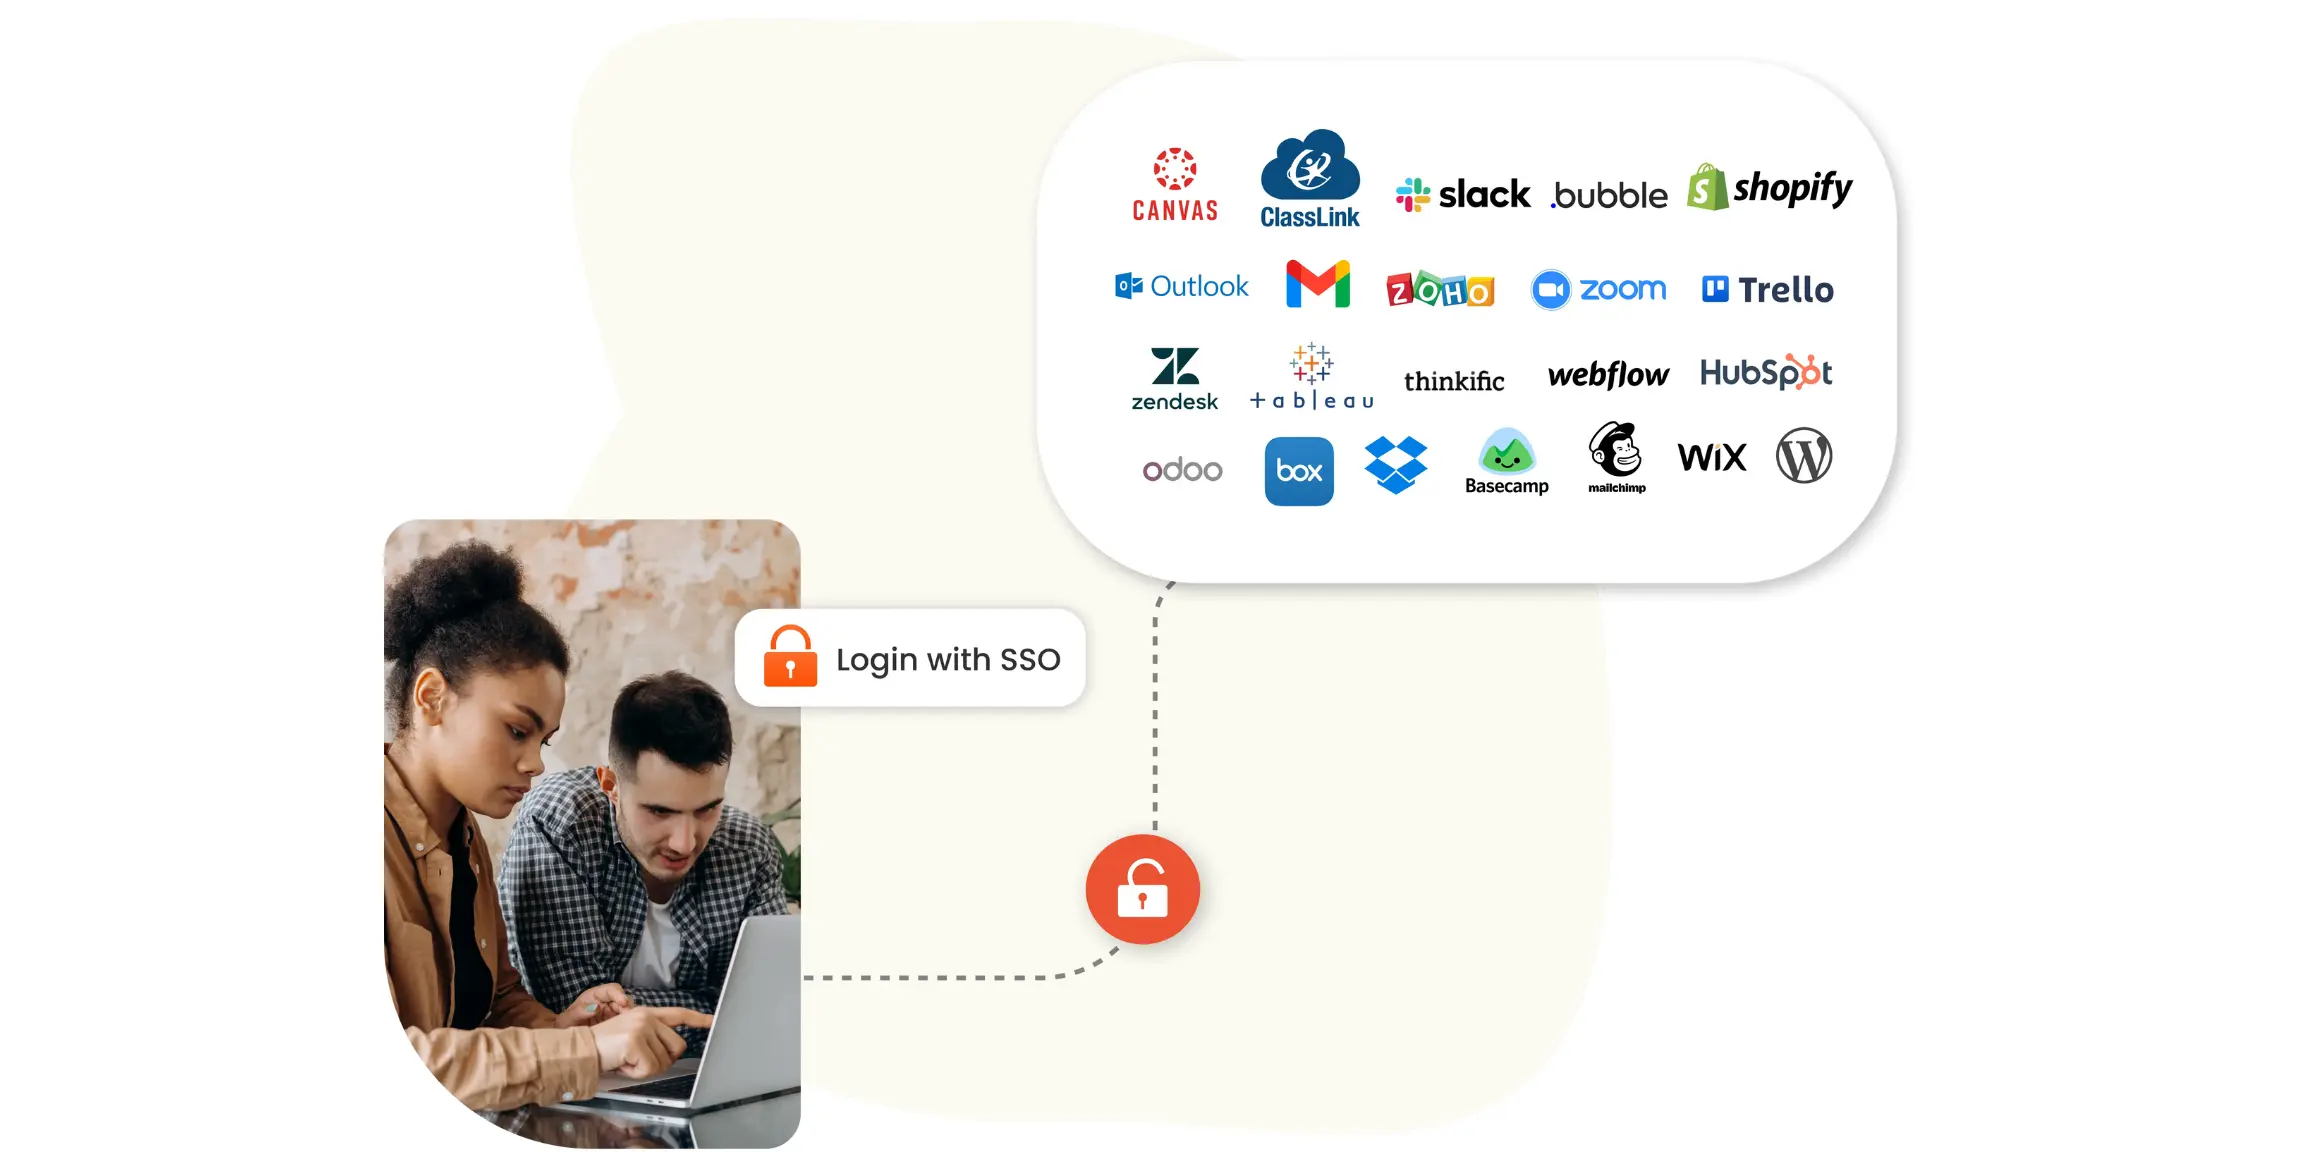 CANVAS ClassLink slack .bubble shopify
Outlook ZOHO zoom Trello
zendesk +ableau thinkific webflow HubSpot
odoo box Basecamp mailchimp WiX
Login with SSO